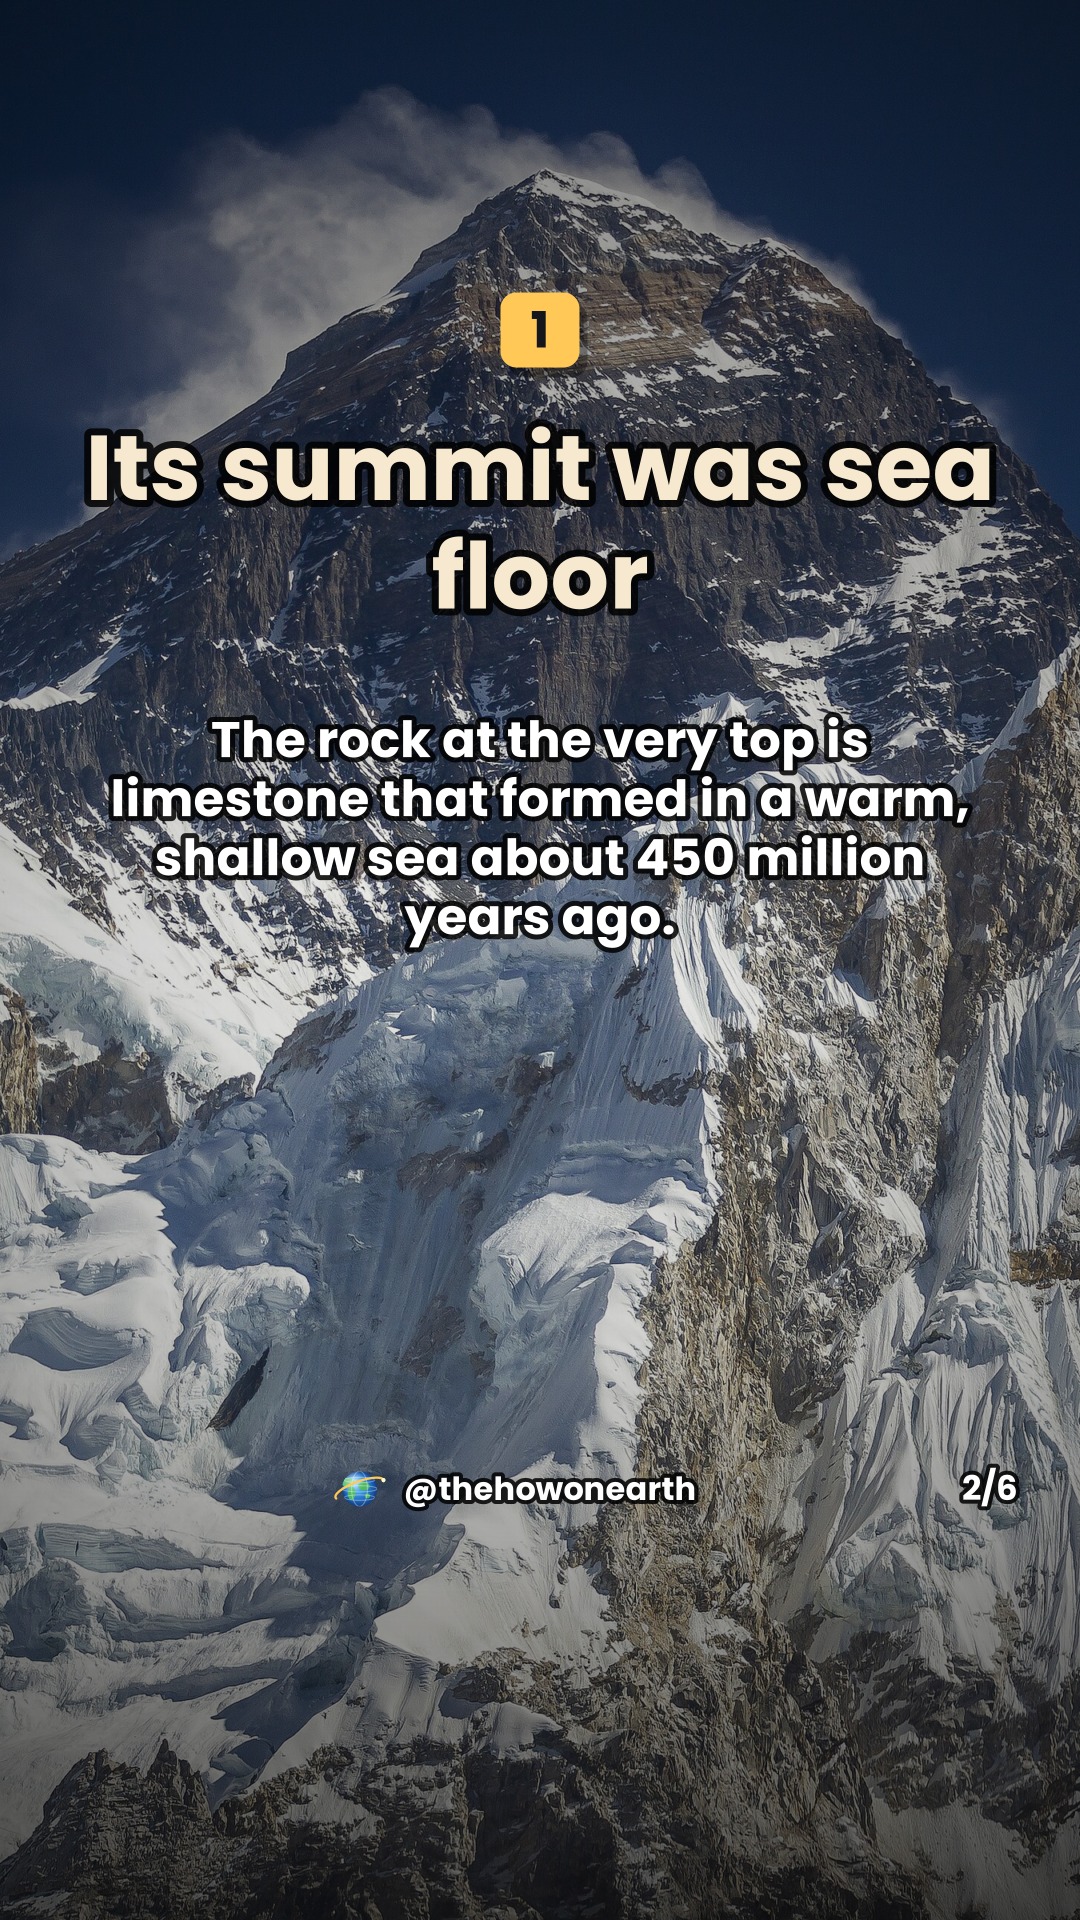 1
Its summit was sea
floor
The rock at the very top is
limestone that formed in a warm,
shallow sea about 450 million
years ago.
@thehowonearth
2/6